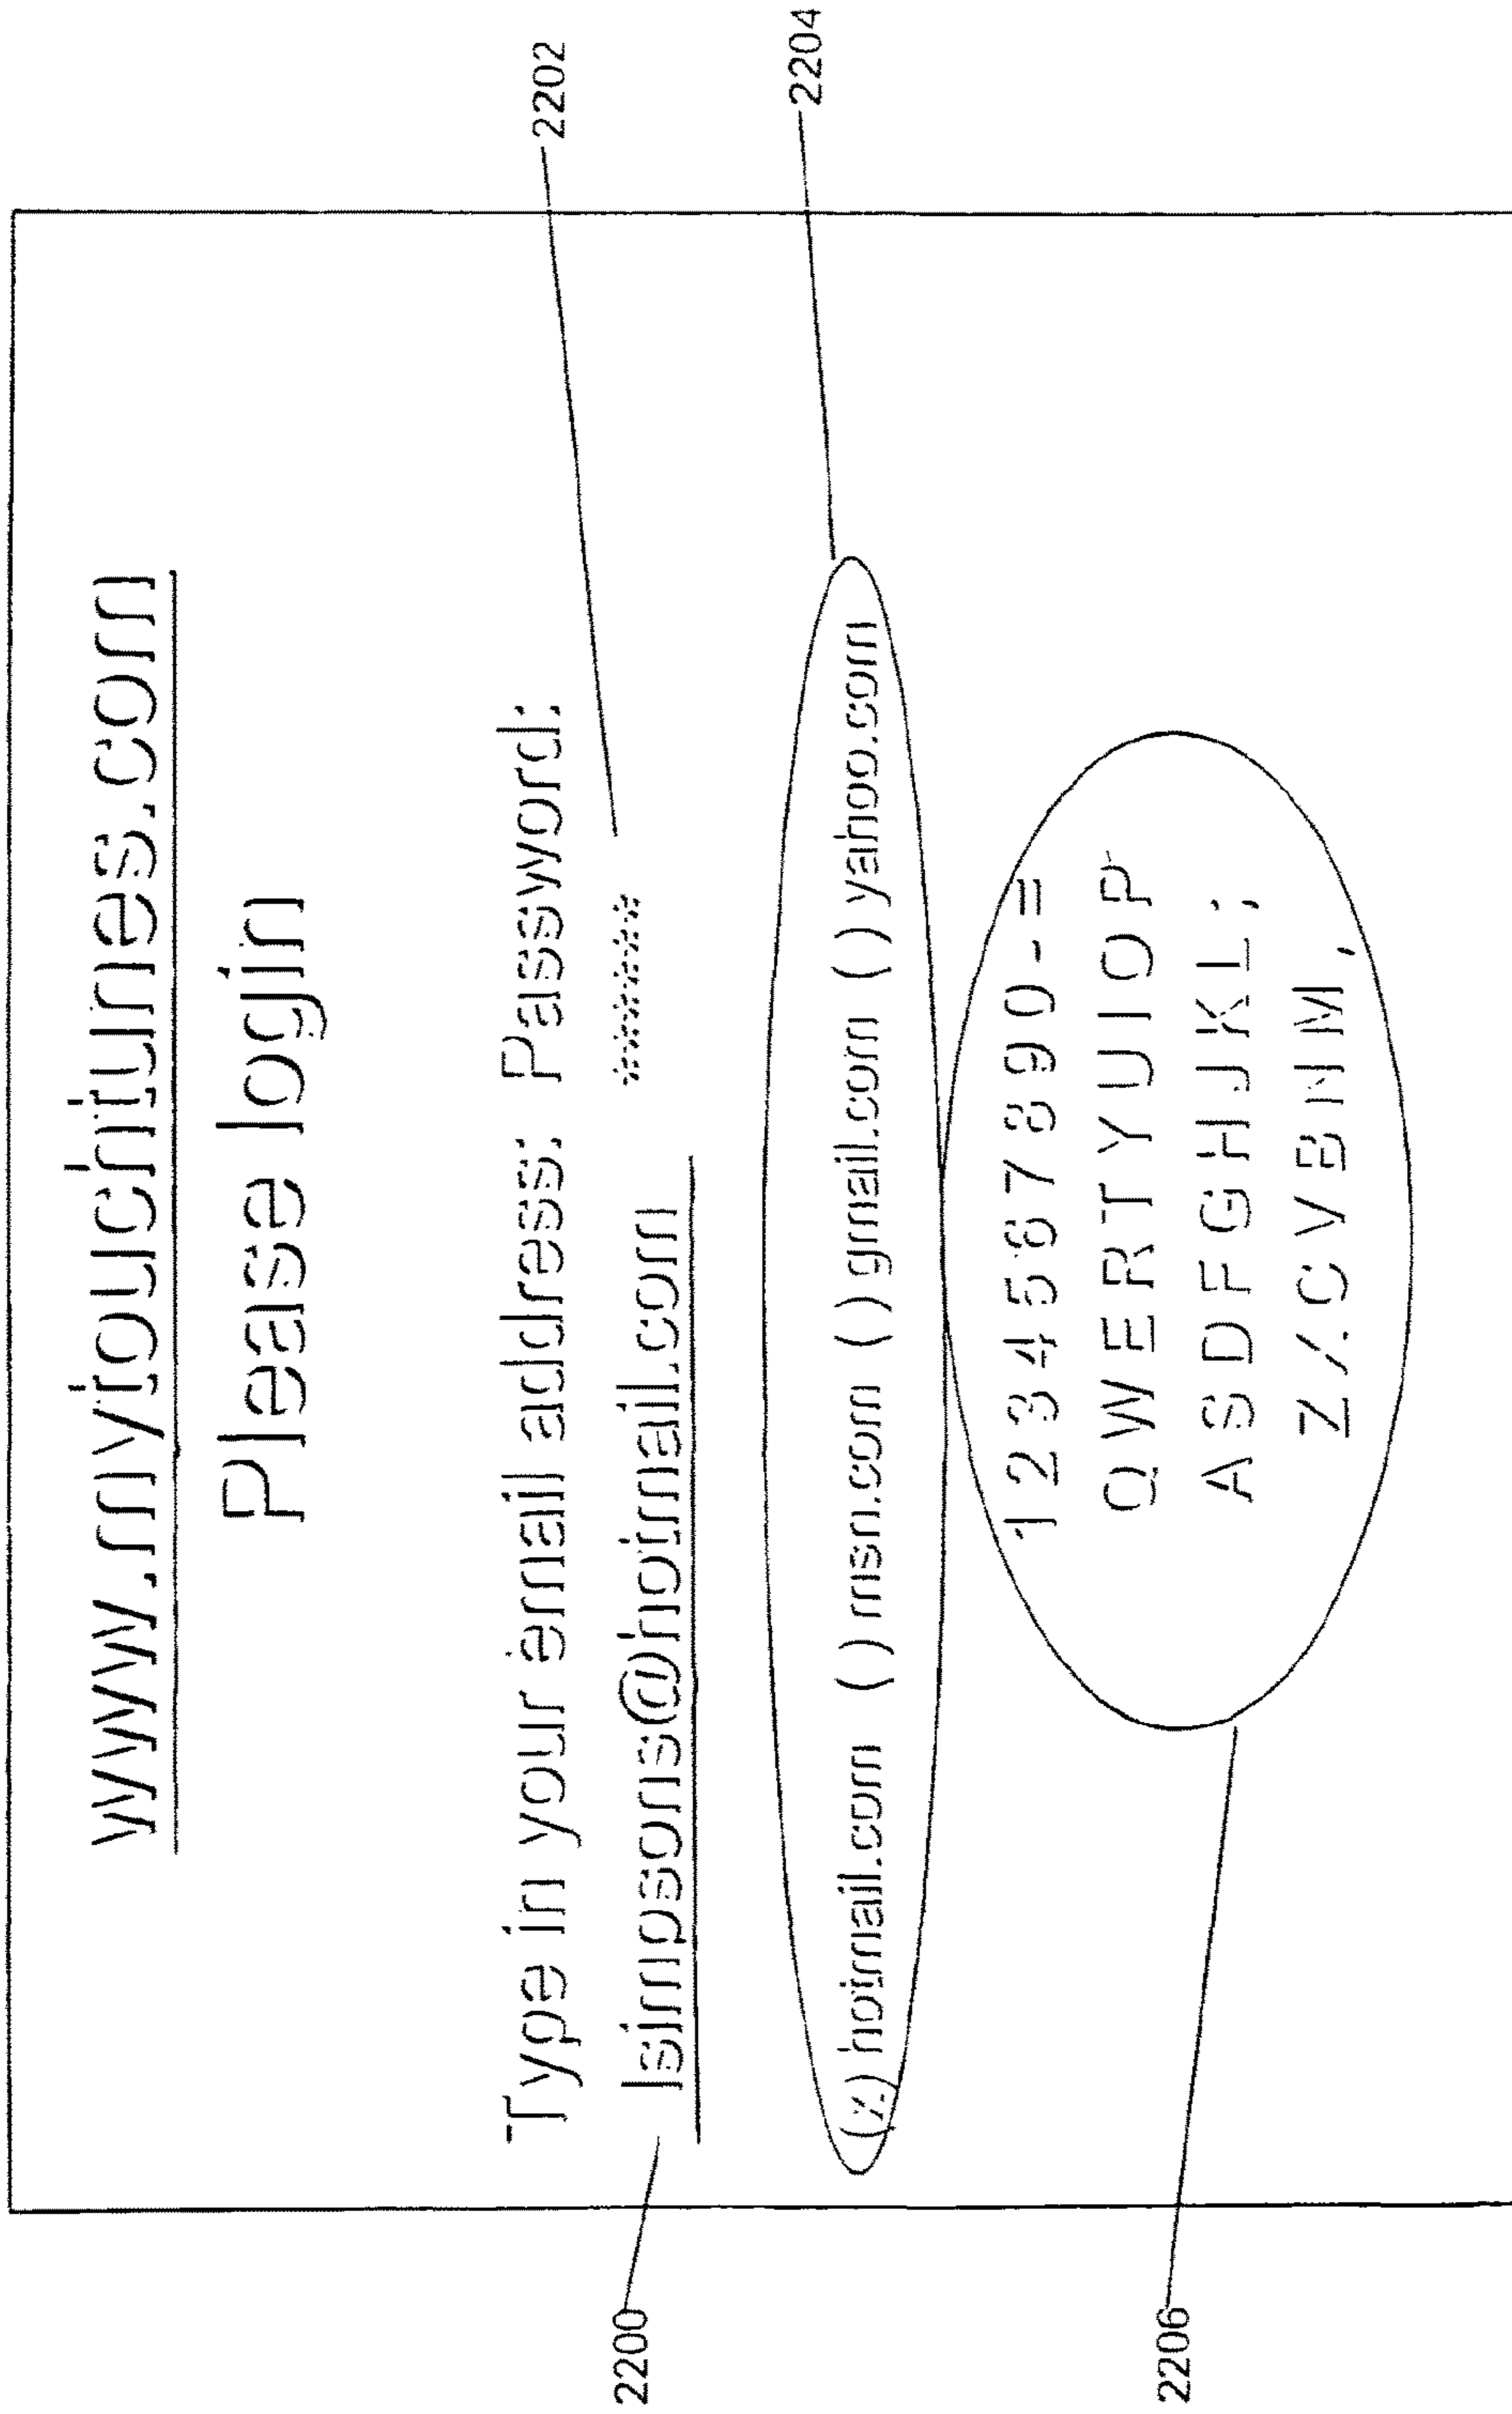 www.mytouchitunes.com
Please login
2202
Type in your email address: Password:
2200
lsimpsons@hotmail.com ******
2204
(x) hotmail.com ( ) msn.com ( ) gmail.com ( ) yahoo.com
1 2 3 4 5 6 7 8 9 0 - =
Q W E R T Y U I O P
A S D F G H J K L ;
Z X C V B N M ,
2206